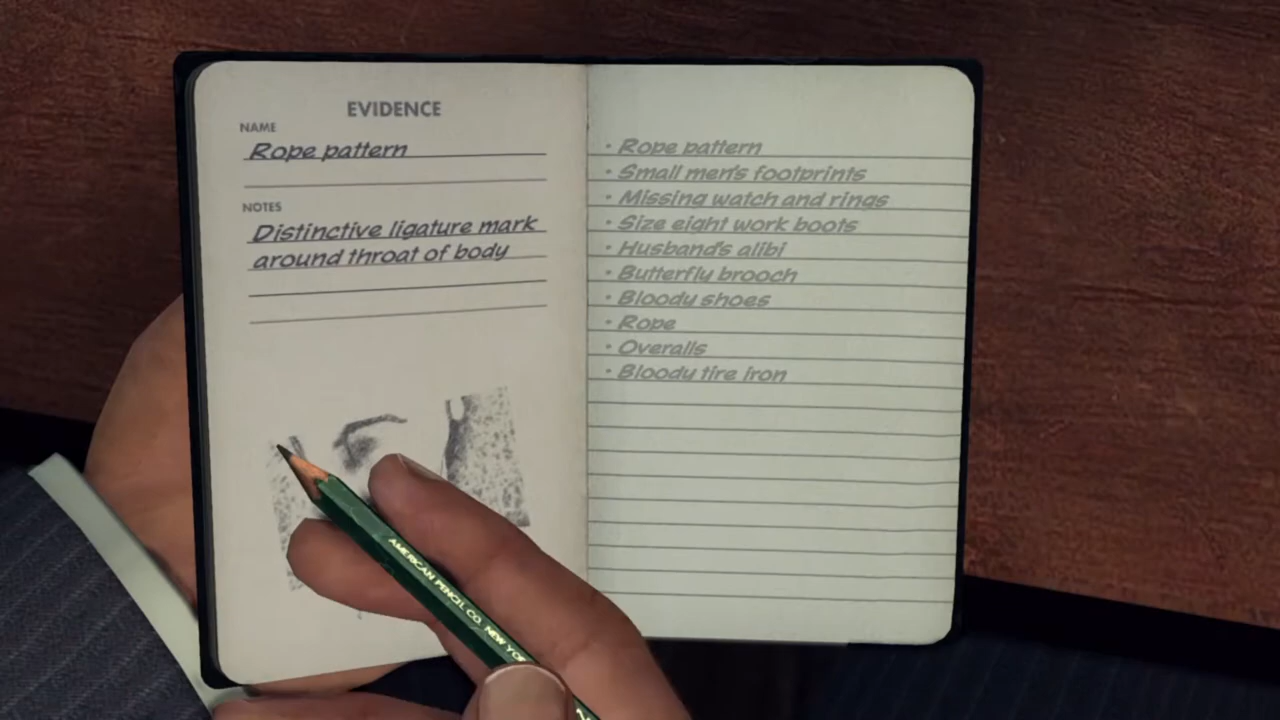 EVIDENCE
NAME
Rope pattern
NOTES
Distinctive ligature mark
around throat of body
• Rope pattern
• Small men's footprints
• Missing watch and rings
• Size eight work boots
• Husband's alibi
• Butterfly brooch
• Bloody shoes
• Rope
• Overalls
• Bloody tire iron
AMERICAN PENCIL CO. NEW YO